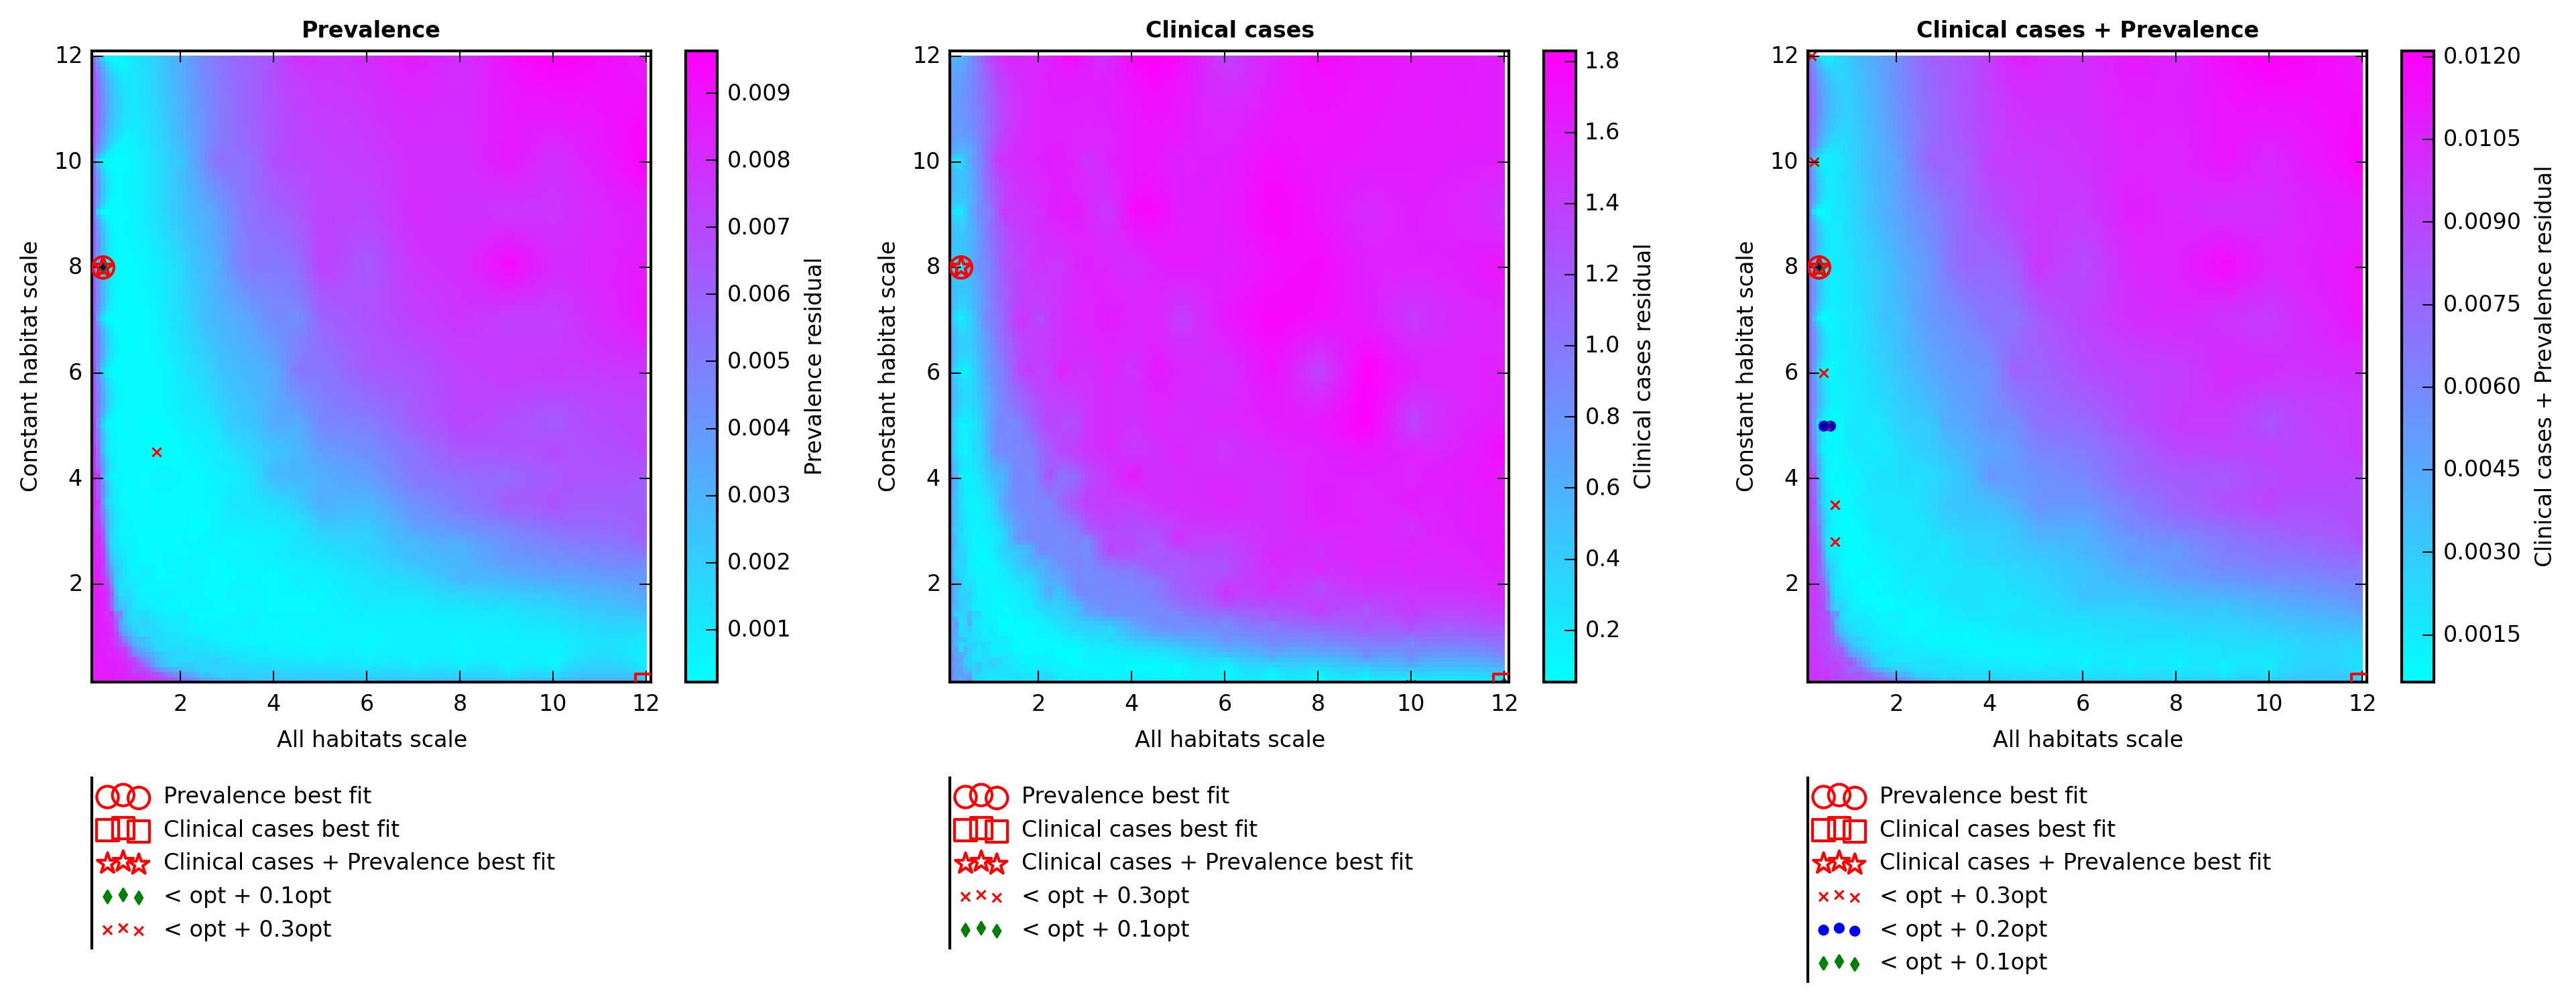 Prevalence
12
10
8
6
4
2
2 4 6 8 10 12
Constant habitat scale
All habitats scale
0.009
0.008
0.007
0.006
0.005
0.004
0.003
0.002
0.001
Prevalence residual
Prevalence best fit
Clinical cases best fit
Clinical cases + Prevalence best fit
< opt + 0.1opt
< opt + 0.3opt
Clinical cases
12
10
8
6
4
2
2 4 6 8 10 12
Constant habitat scale
All habitats scale
1.8
1.6
1.4
1.2
1.0
0.8
0.6
0.4
0.2
Clinical cases residual
Prevalence best fit
Clinical cases best fit
Clinical cases + Prevalence best fit
< opt + 0.3opt
< opt + 0.1opt
Clinical cases + Prevalence
12
10
8
6
4
2
2 4 6 8 10 12
Constant habitat scale
All habitats scale
0.0120
0.0105
0.0090
0.0075
0.0060
0.0045
0.0030
0.0015
Clinical cases + Prevalence residual
Prevalence best fit
Clinical cases best fit
Clinical cases + Prevalence best fit
< opt + 0.3opt
< opt + 0.2opt
< opt + 0.1opt